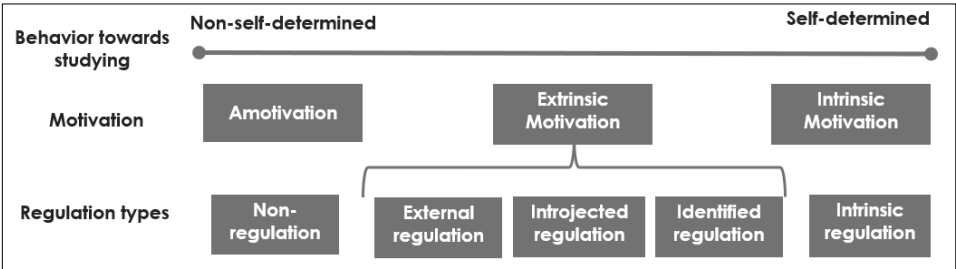 Non-self-determined
Self-determined
Behavior towards
studying
Motivation
Amotivation
Extrinsic
Motivation
Intrinsic
Motivation
Regulation types
Non-
regulation
External
regulation
Introjected
regulation
Identified
regulation
Intrinsic
regulation